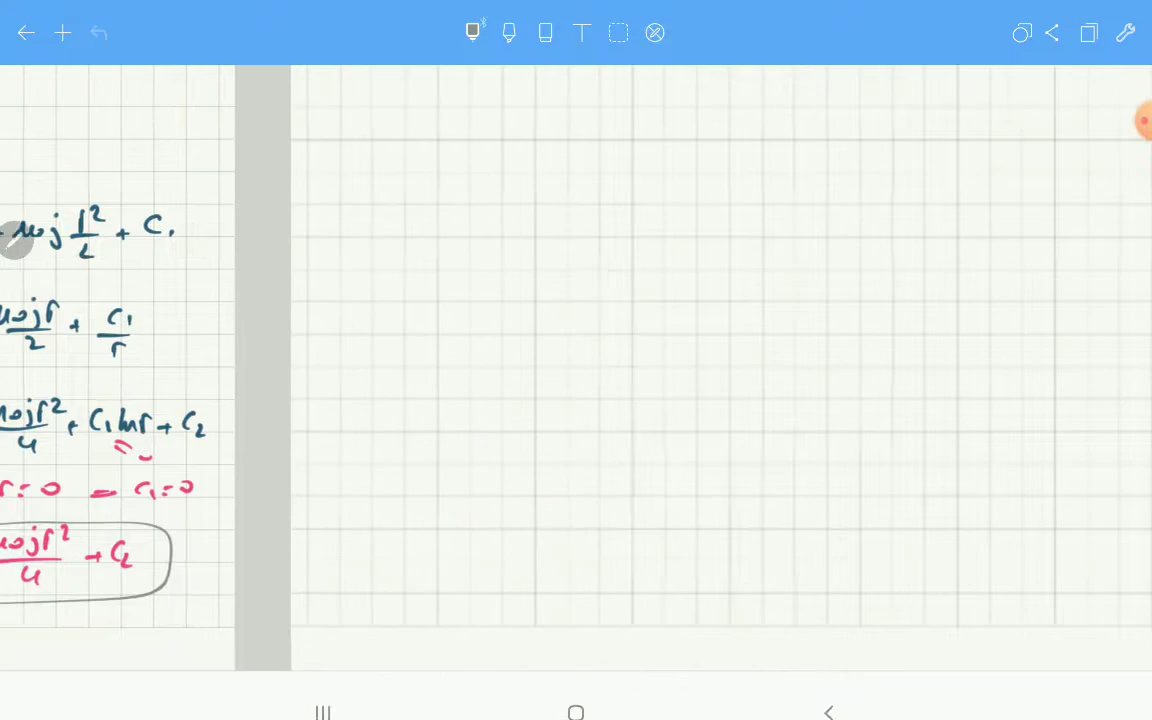 μ₀j r²/2 + C₁
μ₀jr/2 + C₁/r
μ₀jr²/4 + C₁ ln r + C₂
r=0 — C₁=0
μ₀jr²/4 + C₂